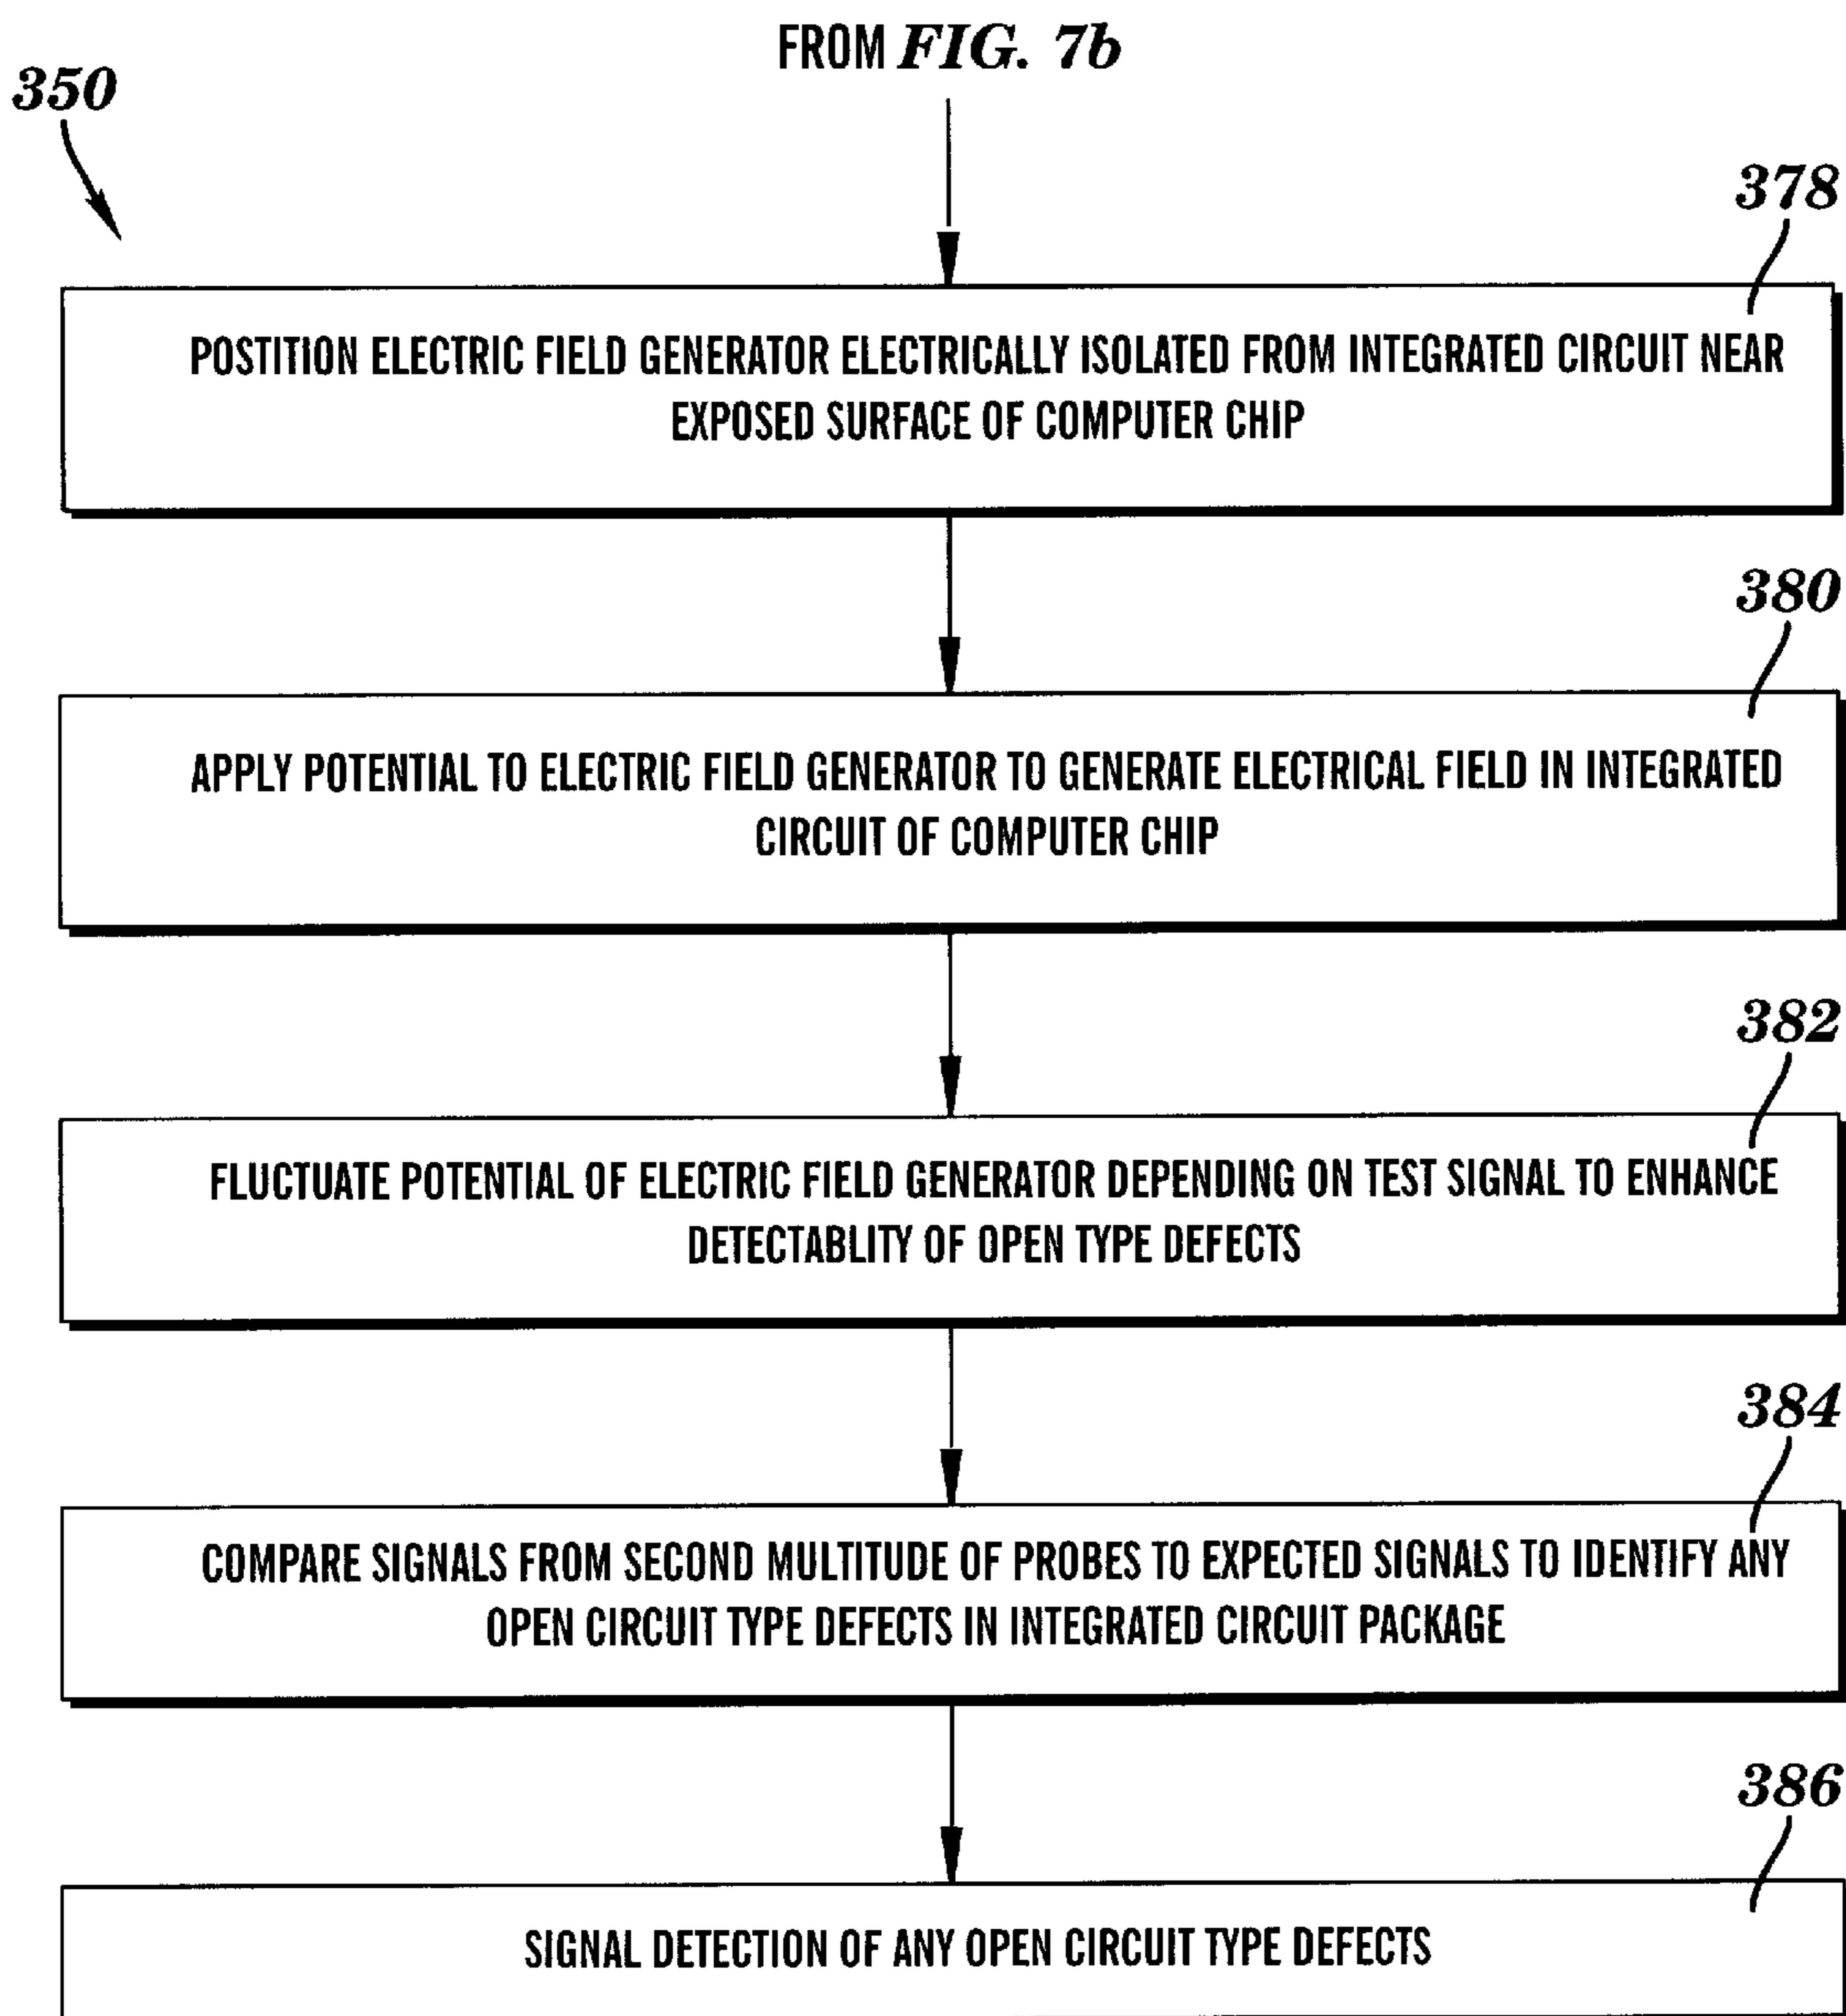 FROM FIG. 7b
350
378
POSTITION ELECTRIC FIELD GENERATOR ELECTRICALLY ISOLATED FROM INTEGRATED CIRCUIT NEAR
EXPOSED SURFACE OF COMPUTER CHIP
380
APPLY POTENTIAL TO ELECTRIC FIELD GENERATOR TO GENERATE ELECTRICAL FIELD IN INTEGRATED
CIRCUIT OF COMPUTER CHIP
382
FLUCTUATE POTENTIAL OF ELECTRIC FIELD GENERATOR DEPENDING ON TEST SIGNAL TO ENHANCE
DETECTABLITY OF OPEN TYPE DEFECTS
384
COMPARE SIGNALS FROM SECOND MULTITUDE OF PROBES TO EXPECTED SIGNALS TO IDENTIFY ANY
OPEN CIRCUIT TYPE DEFECTS IN INTEGRATED CIRCUIT PACKAGE
386
SIGNAL DETECTION OF ANY OPEN CIRCUIT TYPE DEFECTS